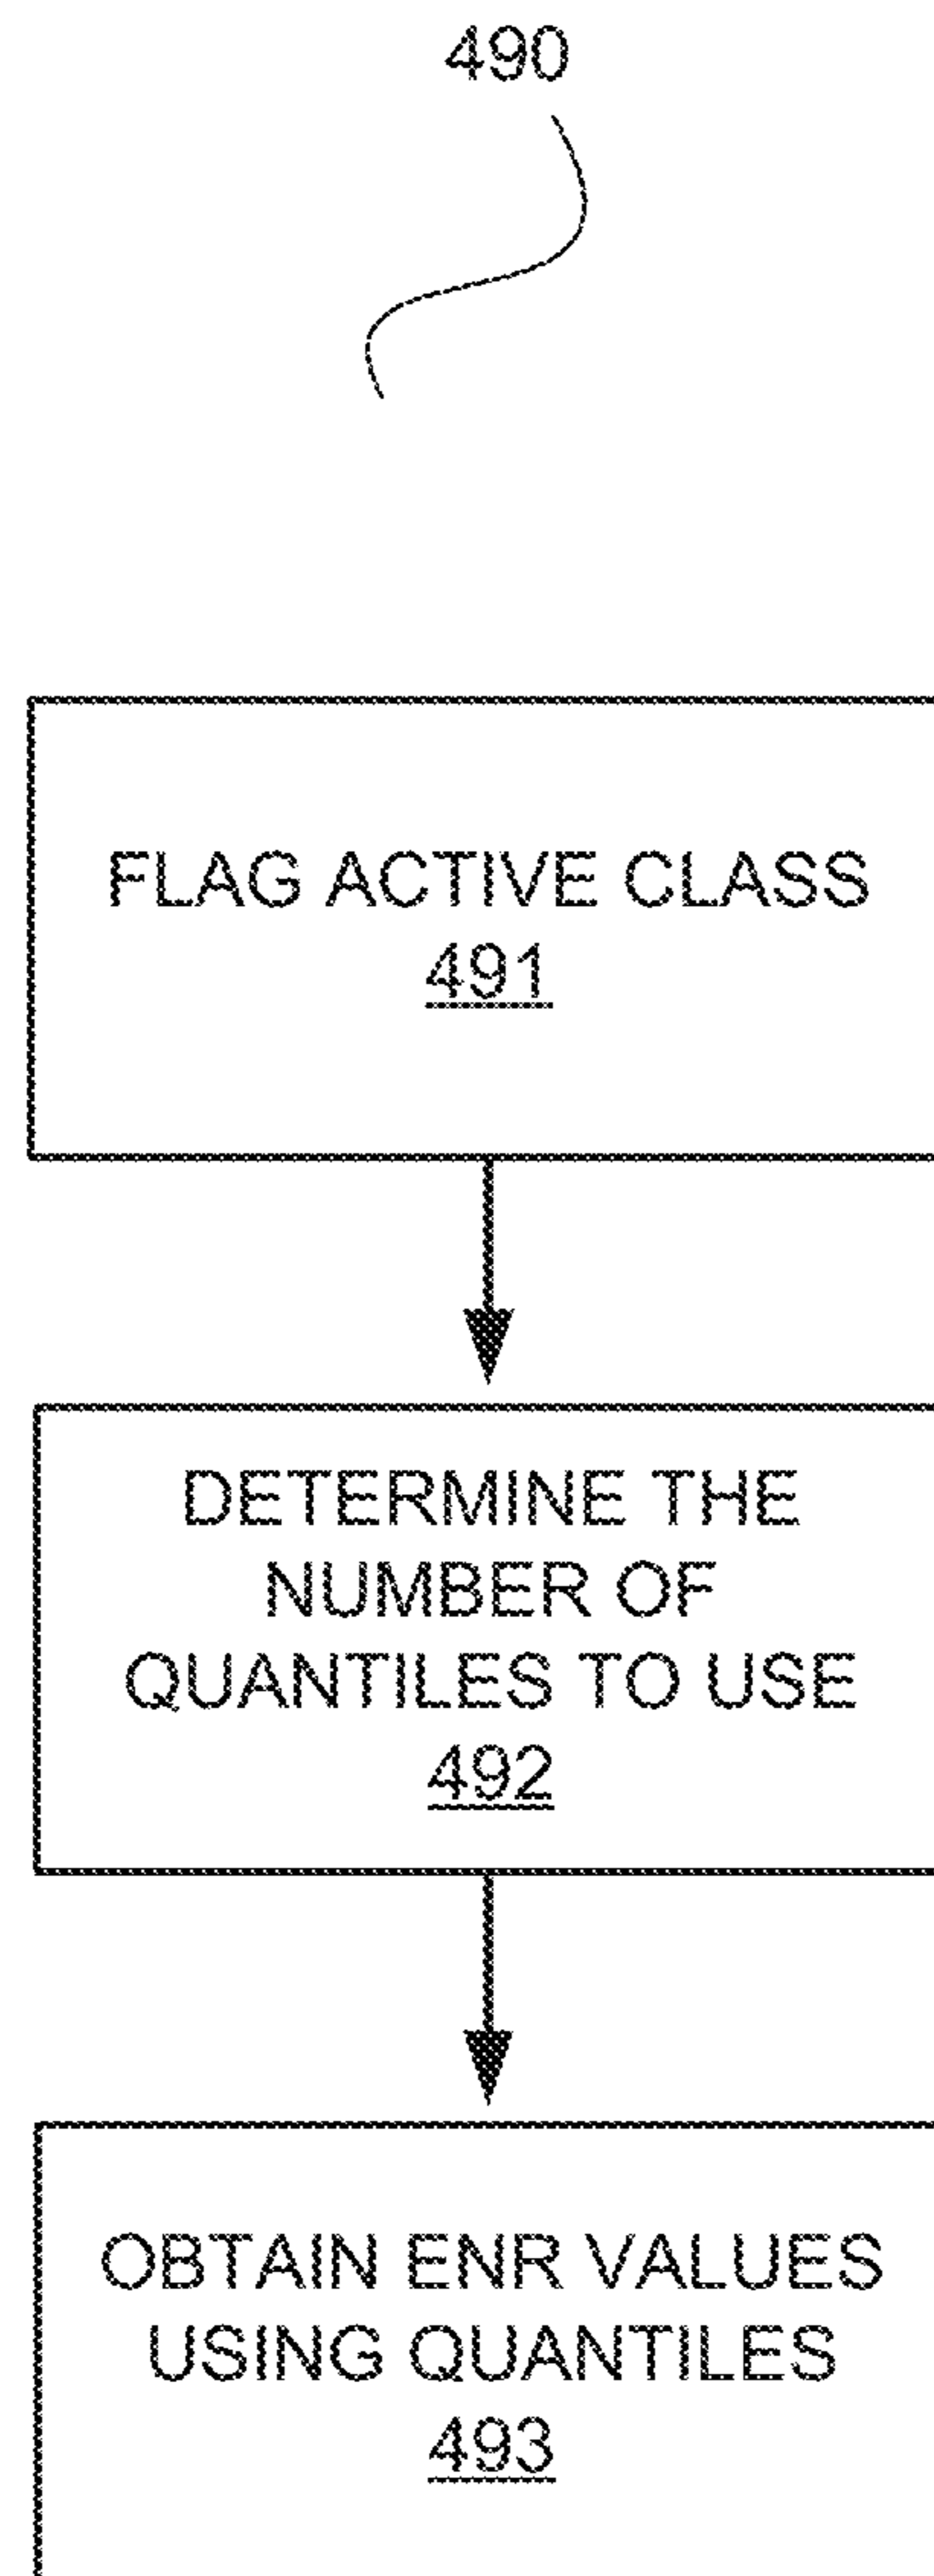 490
FLAG ACTIVE CLASS
491
DETERMINE THE
NUMBER OF
QUANTILES TO USE
492
OBTAIN ENR VALUES
USING QUANTILES
493